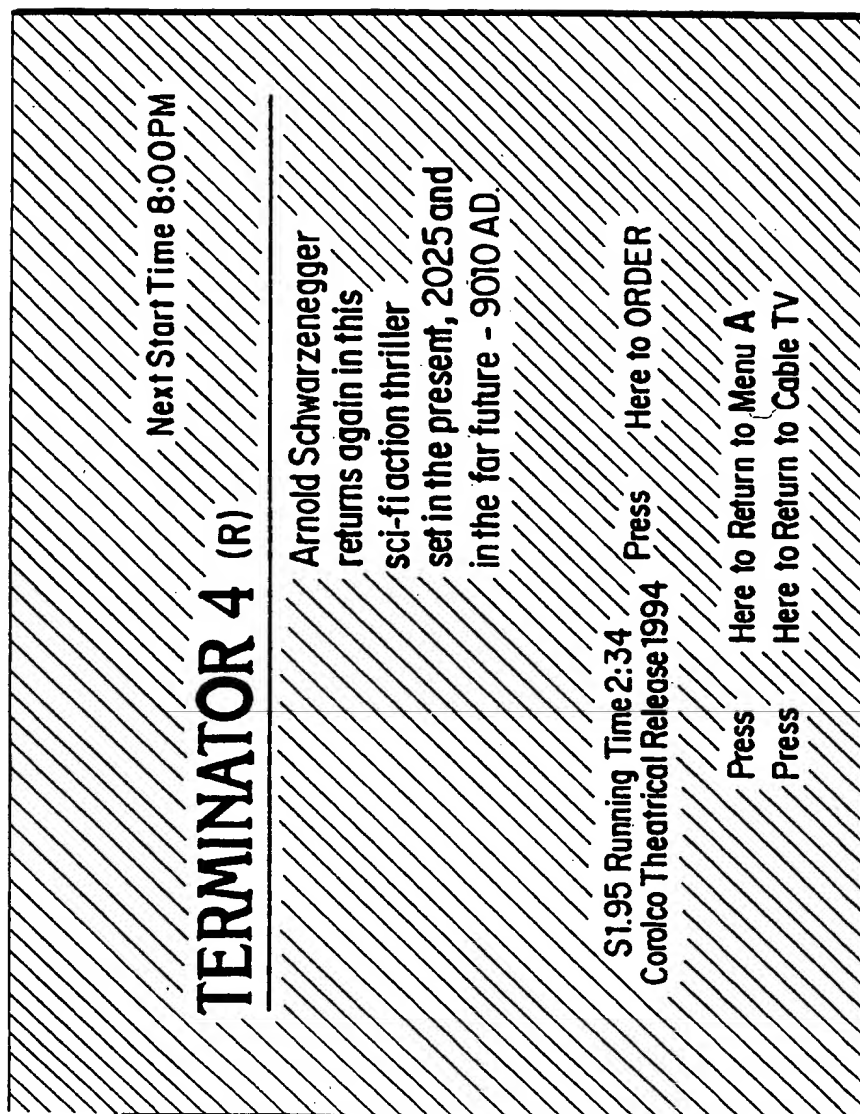 Next Start Time 8:00PM
TERMINATOR 4 (R)
Arnold Schwarzenegger
returns again in this
sci-fi action thriller
set in the present, 2025 and
in the far future - 9010 AD.
S1.95 Running Time 2:34
Corolco Theatrical Release 1994
Press Here to ORDER
Press Here to Return to Menu A
Press Here to Return to Cable TV